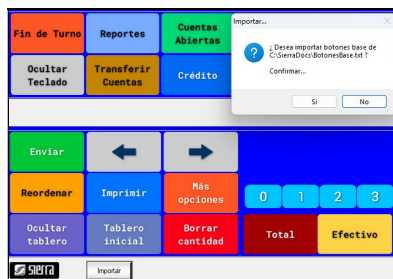 Importar...
¿ Desea importar botones base de
C:\SierraDocs\BotonesBase.txt ?
Confirmar...
Sí
No
Fin de Turno
Reportes
Cuentas
Abiertas
Ocultar
Teclado
Transferir
Cuentas
Crédito
Enviar
Reordenar
Imprimir
Más
opciones
0
1
2
3
Ocultar
tablero
Tablero
inicial
Borrar
cantidad
Total
Efectivo
SIERRA
Importar